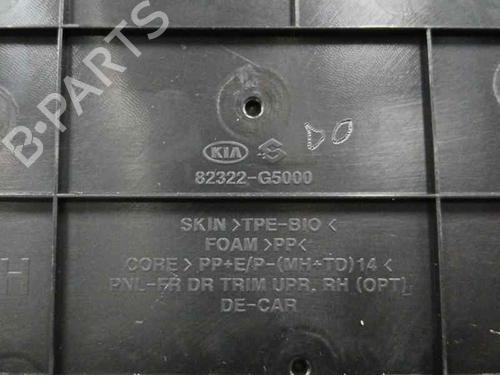 B-PARTS
KIA
82322-G5000
SKIN >TPE-BIO<
FOAM >PP<
CORE > PP+E/P-(MH+TD)14 <
PNL-FR DR TRIM UPR. RH (OPT)
DE-CAR
H